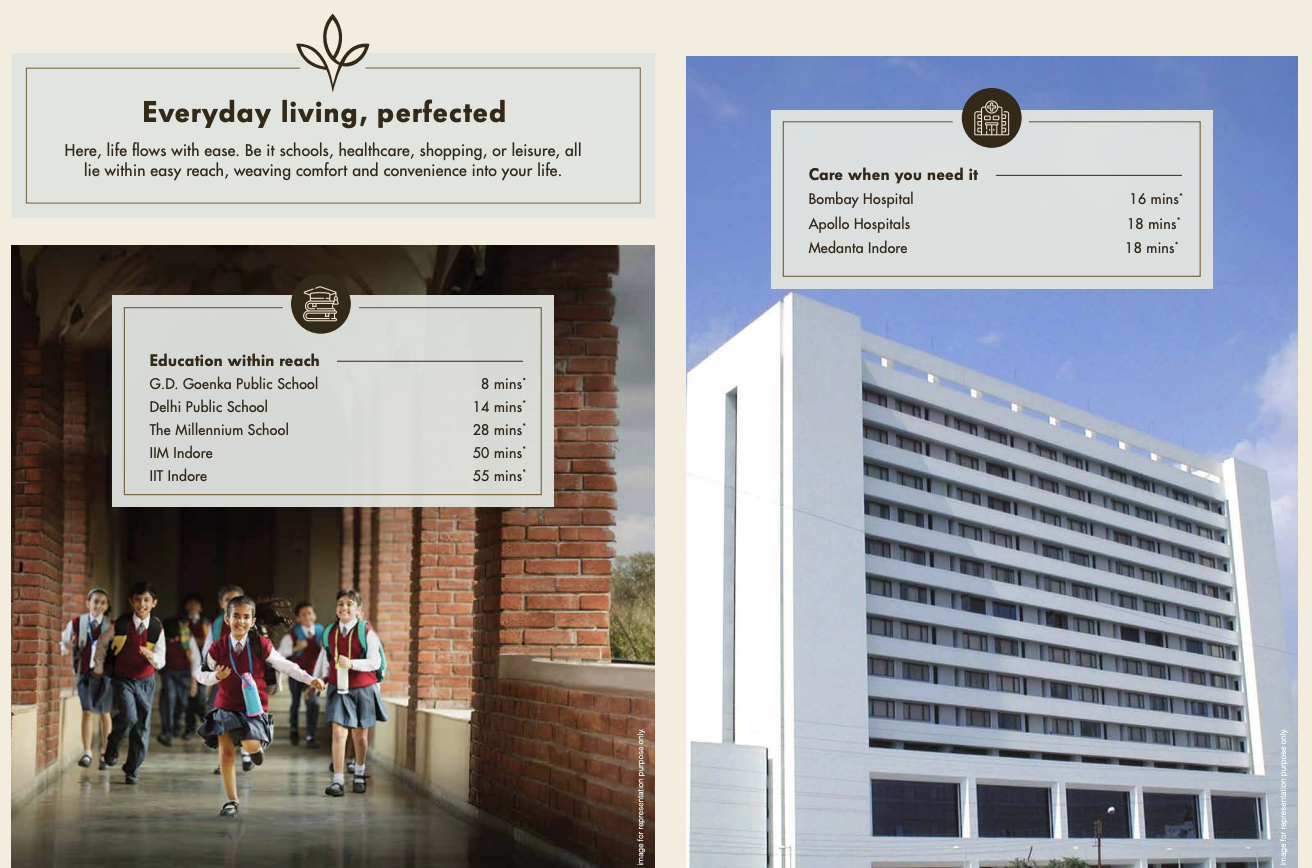 Everyday living, perfected
Here, life flows with ease. Be it schools, healthcare, shopping, or leisure, all
lie within easy reach, weaving comfort and convenience into your life.
Education within reach
G.D. Goenka Public School 8 mins*
Delhi Public School 14 mins*
The Millennium School 28 mins*
IIM Indore 50 mins*
IIT Indore 55 mins*
image for representation purpose only.
Care when you need it
Bombay Hospital 16 mins*
Apollo Hospitals 18 mins*
Medanta Indore 18 mins*
image for representation purpose only.